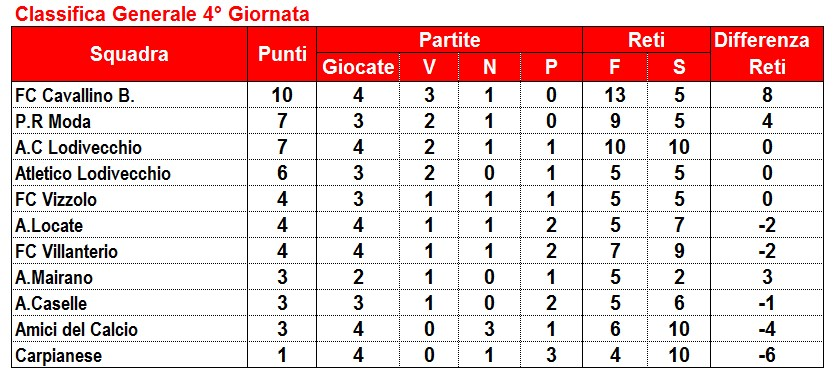 Classifica Generale 4° Giornata
Squadra Punti Partite Reti Differenza Reti
Giocate V N P F S
FC Cavallino B. 10 4 3 1 0 13 5 8
P.R Moda 7 3 2 1 0 9 5 4
A.C Lodivecchio 7 4 2 1 1 10 10 0
Atletico Lodivecchio 6 3 2 0 1 5 5 0
FC Vizzolo 4 3 1 1 1 5 5 0
A.Locate 4 4 1 1 2 5 7 -2
FC Villanterio 4 4 1 1 2 7 9 -2
A.Mairano 3 2 1 0 1 5 2 3
A.Caselle 3 3 1 0 2 5 6 -1
Amici del Calcio 3 4 0 3 1 6 10 -4
Carpianese 1 4 0 1 3 4 10 -6